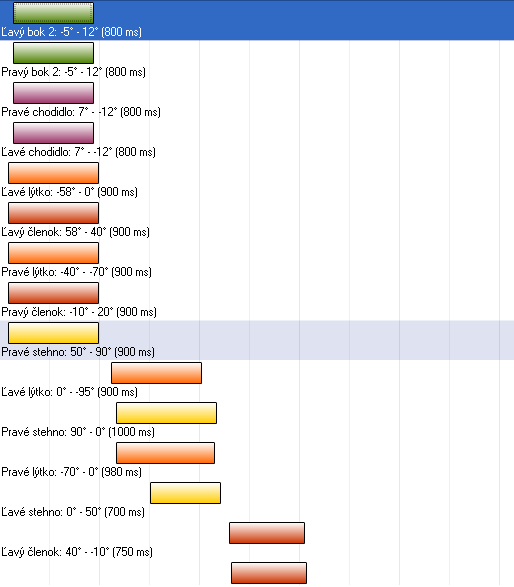 Ľavý bok 2: -5° - 12° (800 ms)
Pravý bok 2: -5° - 12° (800 ms)
Pravé chodidlo: 7° - -12° (800 ms)
Ľavé chodidlo: 7° - -12° (800 ms)
Ľavé lýtko: -58° - 0° (900 ms)
Ľavý členok: 58° - 40° (900 ms)
Pravé lýtko: -40° - -70° (900 ms)
Pravý členok: -10° - 20° (900 ms)
Pravé stehno: 50° - 90° (900 ms)
Ľavé lýtko: 0° - -95° (900 ms)
Pravé stehno: 90° - 0° (1000 ms)
Pravé lýtko: -70° - 0° (980 ms)
Ľavé stehno: 0° - 50° (700 ms)
Ľavý členok: 40° - -10° (750 ms)